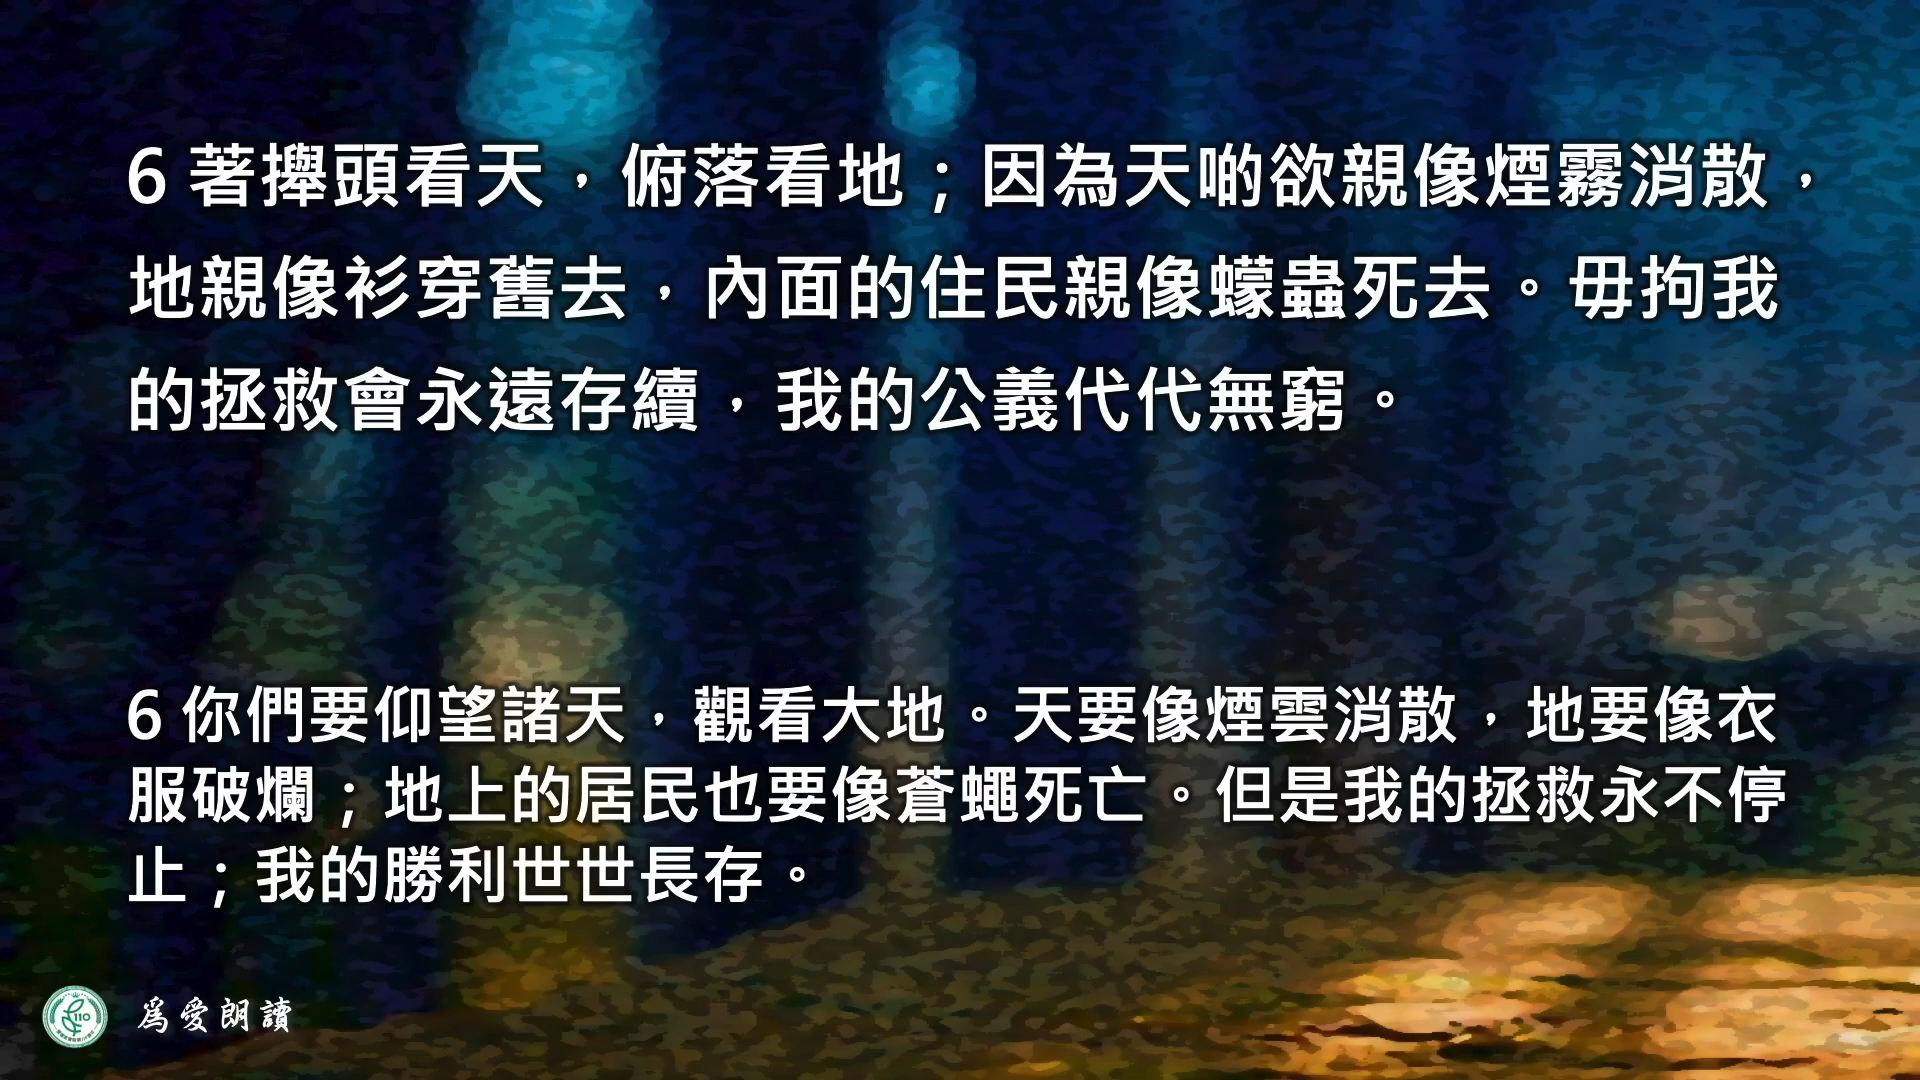 6 著攑頭看天，俯落看地；因為天啲欲親像煙霧消散，
地親像衫穿舊去，內面的住民親像蠓蟲死去。毋拘我
的拯救會永遠存續，我的公義代代無窮。
6 你們要仰望諸天，觀看大地。天要像煙雲消散，地要像衣
服破爛；地上的居民也要像蒼蠅死亡。但是我的拯救永不停
止；我的勝利世世長存。
110
為愛朗讀